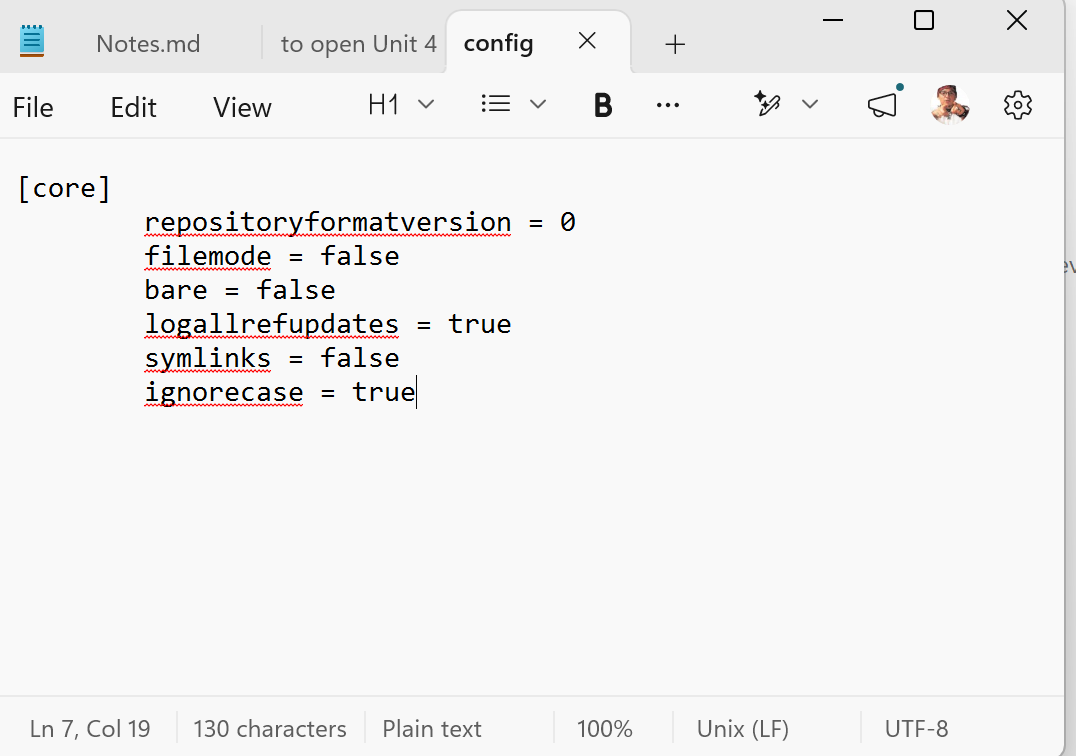 Notes.md
to open Unit 4
config
File
Edit
View
H1
B
[core]
repositoryformatversion = 0
filemode = false
bare = false
logallrefupdates = true
symlinks = false
ignorecase = true
Ln 7, Col 19
130 characters
Plain text
100%
Unix (LF)
UTF-8